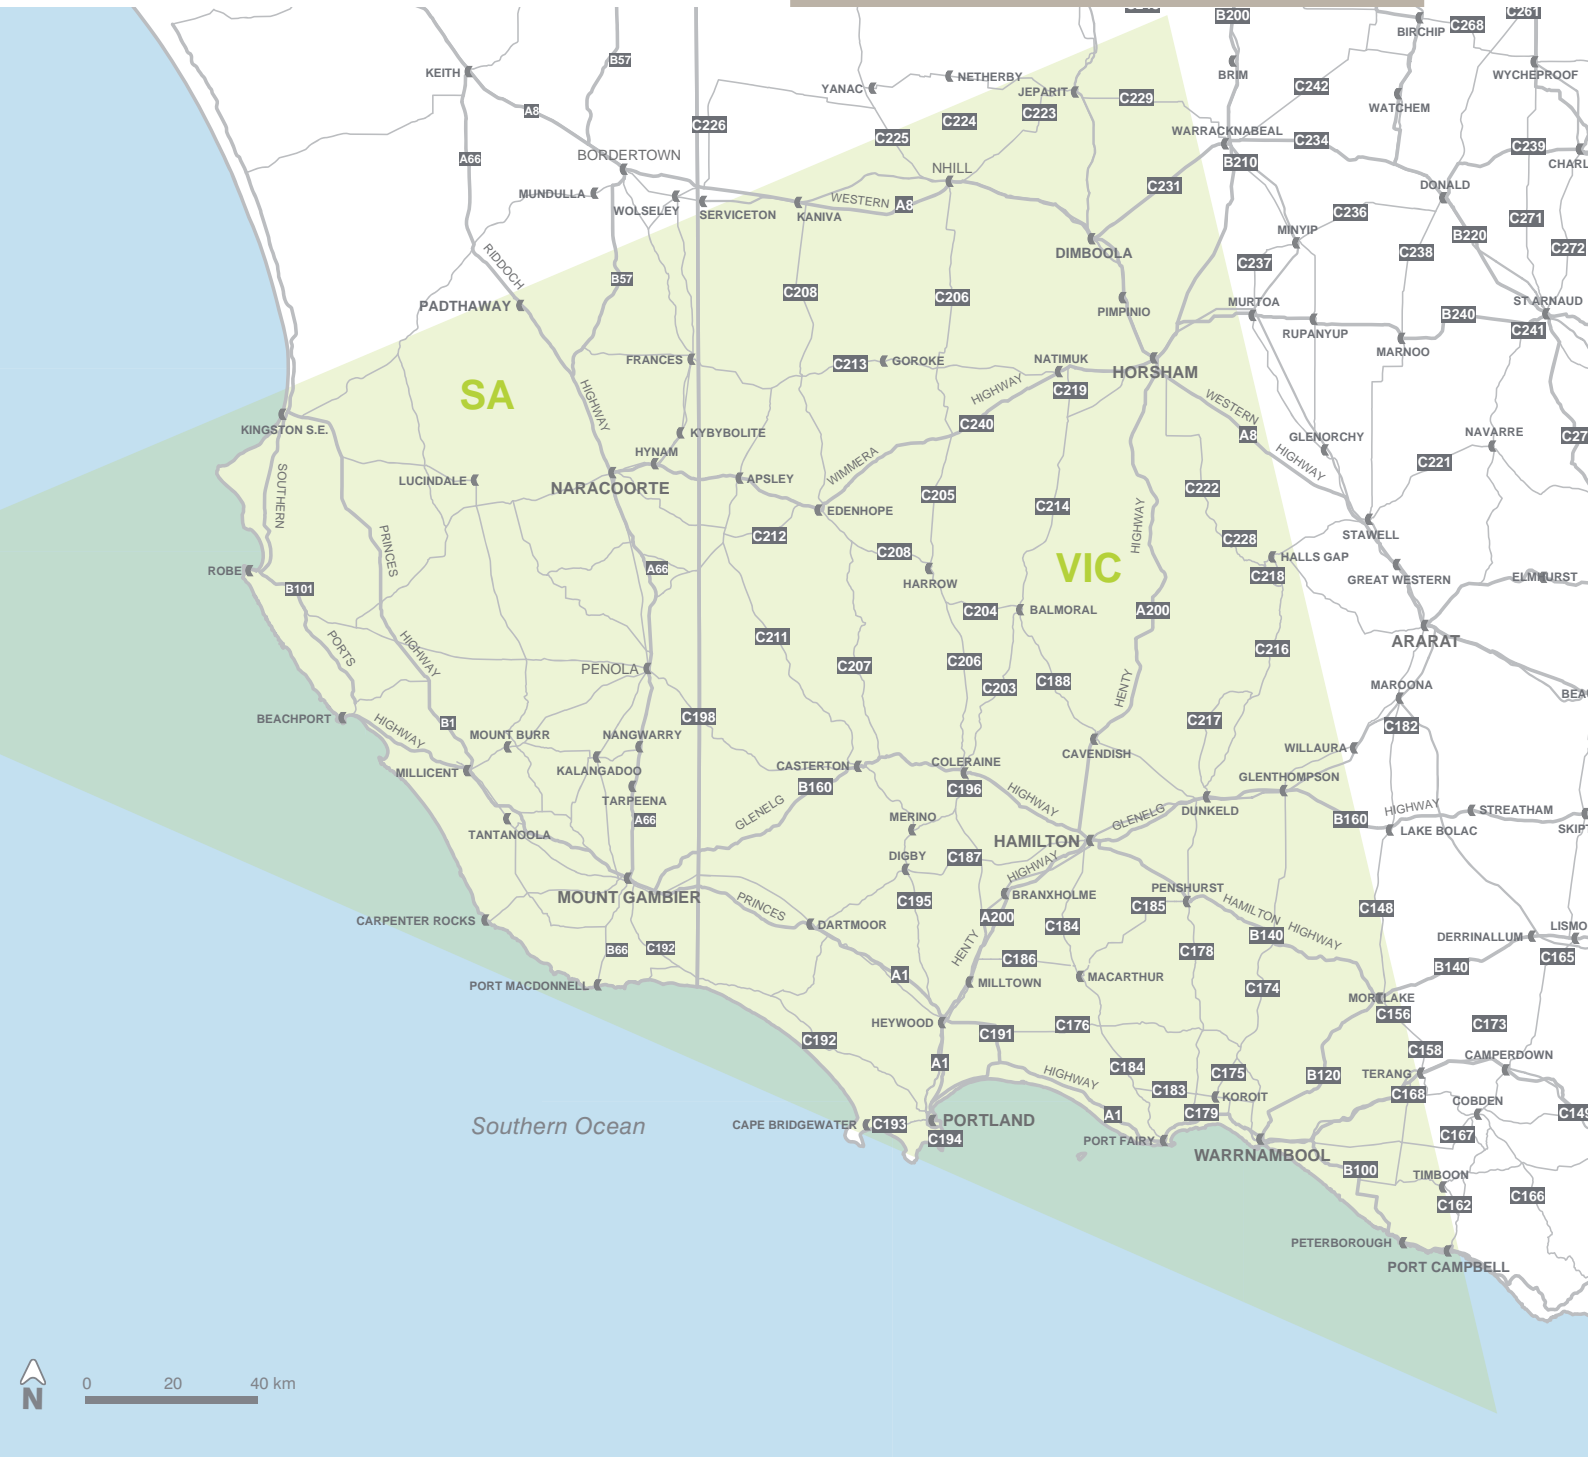 B200
C261
BIRCHIP
C268
KEITH
B57
BRIM
WYCHEPROOF
YANAC
NETHERBY
JEPARIT
C229
C242
WATCHEM
A8
C226
C225
C224
C223
WARRACKNABEAL
C234
C239
A66
BORDERTOWN
NHILL
B210
CHARL
MUNDULLA
WOLSELEY
SERVICETON
KANIVA
WESTERN
A8
C231
DONALD
C236
C271
MINYIP
B220
C272
DIMBOOLA
C238
C237
RIDDOCH
B57
C208
C206
PADTHAWAY
PIMPINIO
MURTOA
RUPANYUP
B240
ST ARNAUD
C241
MARNOO
FRANCES
C213
GOROKE
NATIMUK
HORSHAM
SA
HIGHWAY
HIGHWAY
C219
WESTERN
KINGSTON S.E.
KYBYBOLITE
C240
A8
GLENORCHY
NAVARRE
C27
HYNAM
HIGHWAY
C221
LUCINDALE
NARACOORTE
APSLEY
WIMMERA
SOUTHERN
C205
C214
C222
EDENHOPE
HIGHWAY
STAWELL
PRINCES
C212
C208
C228
HALLS GAP
ROBE
A66
HARROW
VIC
C218
GREAT WESTERN
ELMHURST
B101
C204
BALMORAL
A200
PORTS
HIGHWAY
C211
ARARAT
PENOLA
C207
C206
C216
C203
C188
HENTY
MAROONA
BEA
BEACHPORT
HIGHWAY
B1
C198
C217
C182
MOUNT BURR
NANGWARRY
CAVENDISH
WILLAURA
MILLICENT
KALANGADOO
CASTERTON
COLERAINE
GLENTHOMPSON
TARPEENA
B160
C196
HIGHWAY
GLENELG
GLENELG
DUNKELD
HIGHWAY
STREATHAM
TANTANOOLA
A66
MERINO
B160
LAKE BOLAC
SKIPT
HAMILTON
DIGBY
C187
HIGHWAY
MOUNT GAMBIER
PRINCES
C195
BRANXHOLME
PENSHURST
C185
HAMILTON
HIGHWAY
C148
CARPENTER ROCKS
DARTMOOR
A200
C184
B140
DERRINALLUM
LISMO
B66
C192
HENTY
C186
C178
C165
PORT MACDONNELL
A1
MILLTOWN
MACARTHUR
C174
B140
MORTLAKE
HEYWOOD
C191
C176
C156
C173
C192
A1
C184
C175
C158
CAMPERDOWN
HIGHWAY
C183
B120
TERANG
KOROIT
C168
COBDEN
Southern Ocean
CAPE BRIDGEWATER
C193
PORTLAND
C194
A1
C179
C149
PORT FAIRY
WARRNAMBOOL
C167
B100
TIMBOON
C162
C166
PETERBOROUGH
PORT CAMPBELL
N
0 20 40 km